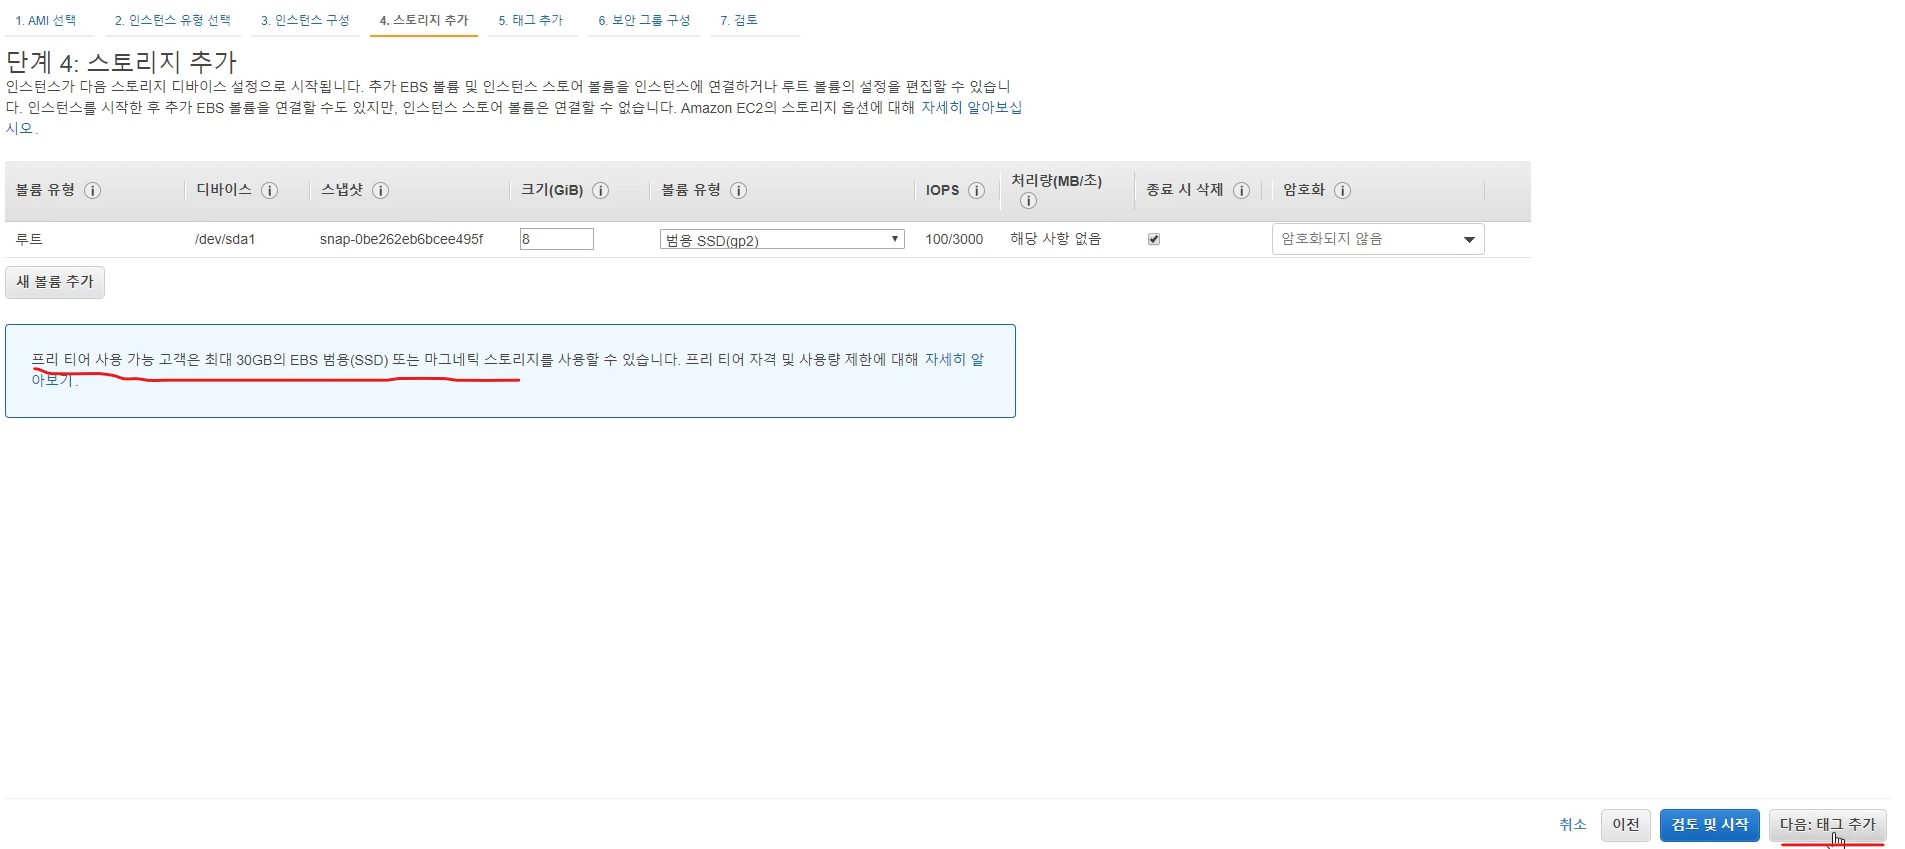 1. AMI 선택 2. 인스턴스 유형 선택 3. 인스턴스 구성 4. 스토리지 추가 5. 태그 추가 6. 보안 그룹 구성 7. 검토
단계 4: 스토리지 추가
인스턴스가 다음 스토리지 디바이스 설정으로 시작됩니다. 추가 EBS 볼륨 및 인스턴스 스토어 볼륨을 인스턴스에 연결하거나 루트 볼륨의 설정을 편집할 수 있습니
다. 인스턴스를 시작한 후 추가 EBS 볼륨을 연결할 수도 있지만, 인스턴스 스토어 볼륨은 연결할 수 없습니다. Amazon EC2의 스토리지 옵션에 대해 자세히 알아보십
시오.
볼륨 유형 디바이스 스냅샷 크기(GiB) 볼륨 유형 IOPS 처리량(MB/초) 종료 시 삭제 암호화
루트 /dev/sda1 snap-0be262eb6bcee495f 8 범용 SSD(gp2) 100/3000 해당 사항 없음 암호화되지 않음
새 볼륨 추가
프리 티어 사용 가능 고객은 최대 30GB의 EBS 범용(SSD) 또는 마그네틱 스토리지를 사용할 수 있습니다. 프리 티어 자격 및 사용량 제한에 대해 자세히 알
아보기.
취소 이전 검토 및 시작 다음: 태그 추가